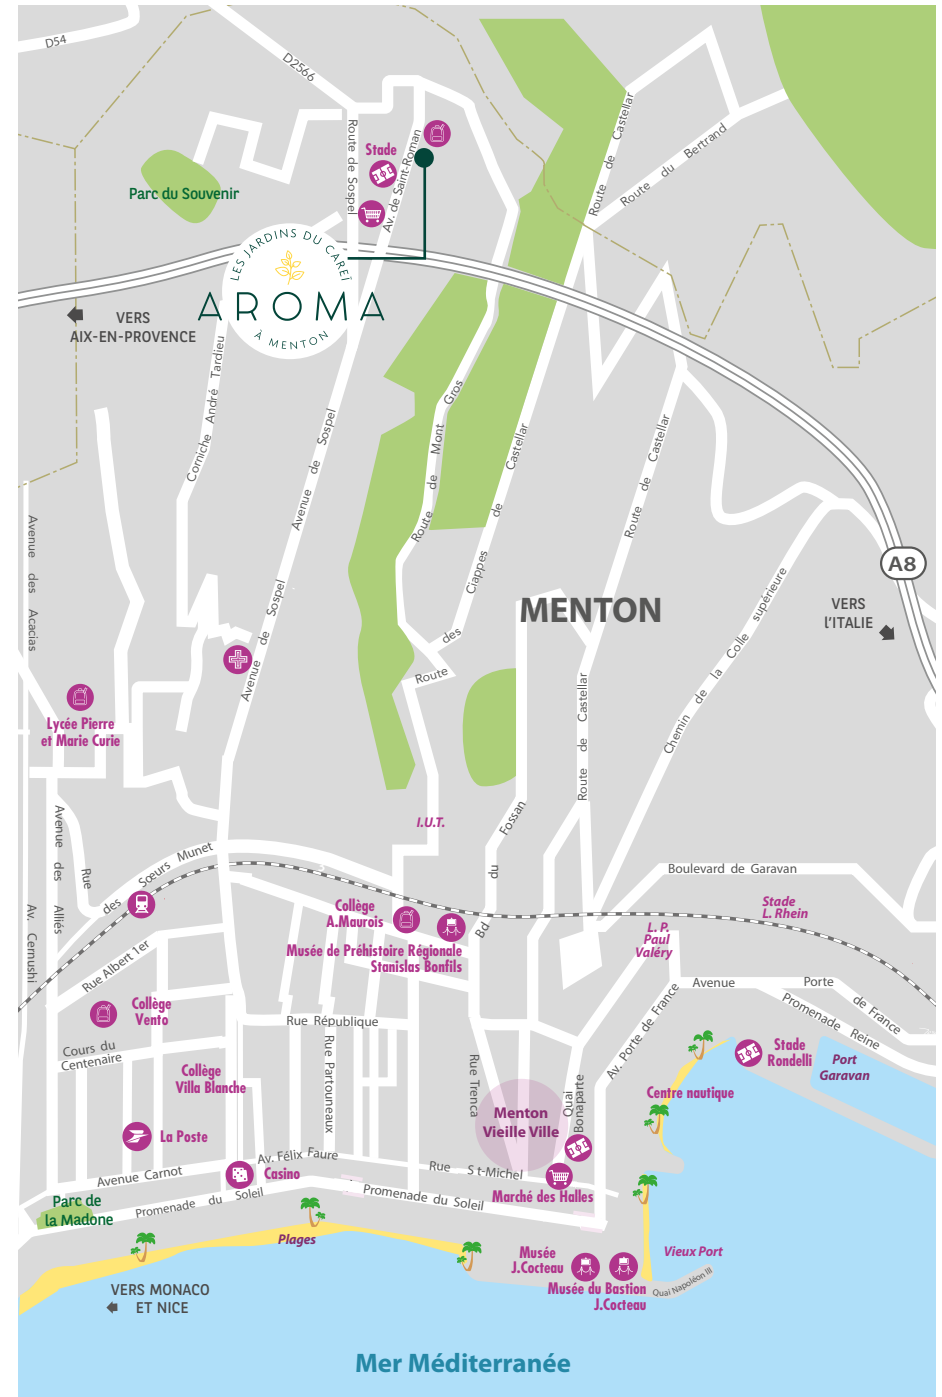 D54
D2566
Stade
Route de Sospel
Av. de Saint-Roman
Route de Castellar
Route du Bertrand
Parc du Souvenir
LES JARDINS DU CAREÏ
AROMA
À MENTON
VERS
AIX-EN-PROVENCE
Corniche André Tardieu
Avenue de Sospel
Route de Mont Gros
Route des Ciappes de Castellar
Route de Castellar
A8
VERS
L'ITALIE
MENTON
Avenue des Acacias
Avenue de Sospel
Chemin de la Colle supérieure
Lycée Pierre
et Marie Curie
Route de Castellar
I.U.T.
Bd du Fossan
Avenue des Alliés
Rue des Sœurs Munet
Boulevard de Garavan
Av. Cernushi
Collège
A.Maurois
Musée de Préhistoire Régionale
Stanislas Bonfils
Stade
L. Rhein
L. P.
Paul
Valéry
Rue Albert 1er
Collège
Vento
Avenue Porte de France
Promenade Reine
Rue République
Av. Porte de France
Cours du
Centenaire
Rue Partouneaux
Rue Trenca
Quai
Bonaparte
Collège
Villa Blanche
Stade
Rondelli
Port
Garavan
Centre nautique
Menton
Vieille Ville
La Poste
Av. Félix Faure
Rue St-Michel
Avenue Carnot
Casino
Marché des Halles
Parc de
la Madone
Promenade du Soleil
Promenade du Soleil
Plages
Musée
J.Cocteau
Vieux Port
Musée du Bastion
J.Cocteau
Quai Napoléon III
VERS MONACO
ET NICE
Mer Méditerranée